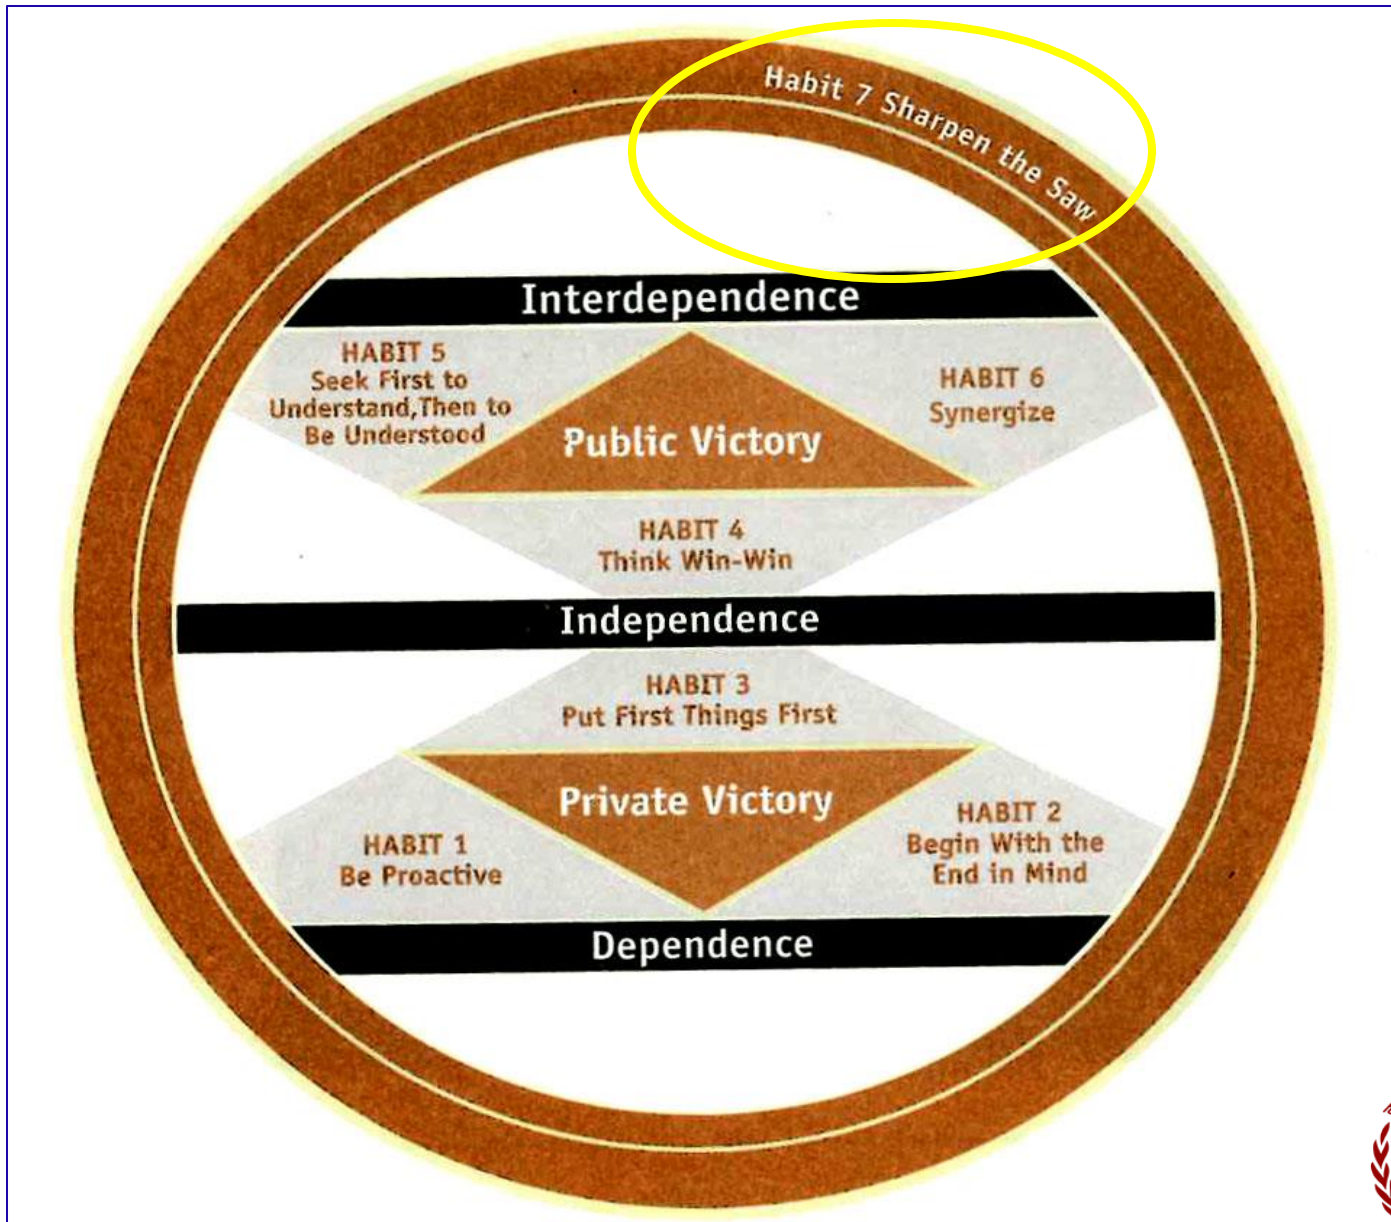 Habit 7 Sharpen the Saw
Interdependence
HABIT 5
Seek First to
Understand,Then to
Be Understood
HABIT 6
Synergize
Public Victory
HABIT 4
Think Win-Win
Independence
HABIT 3
Put First Things First
Private Victory
HABIT 1
Be Proactive
HABIT 2
Begin With the
End in Mind
Dependence